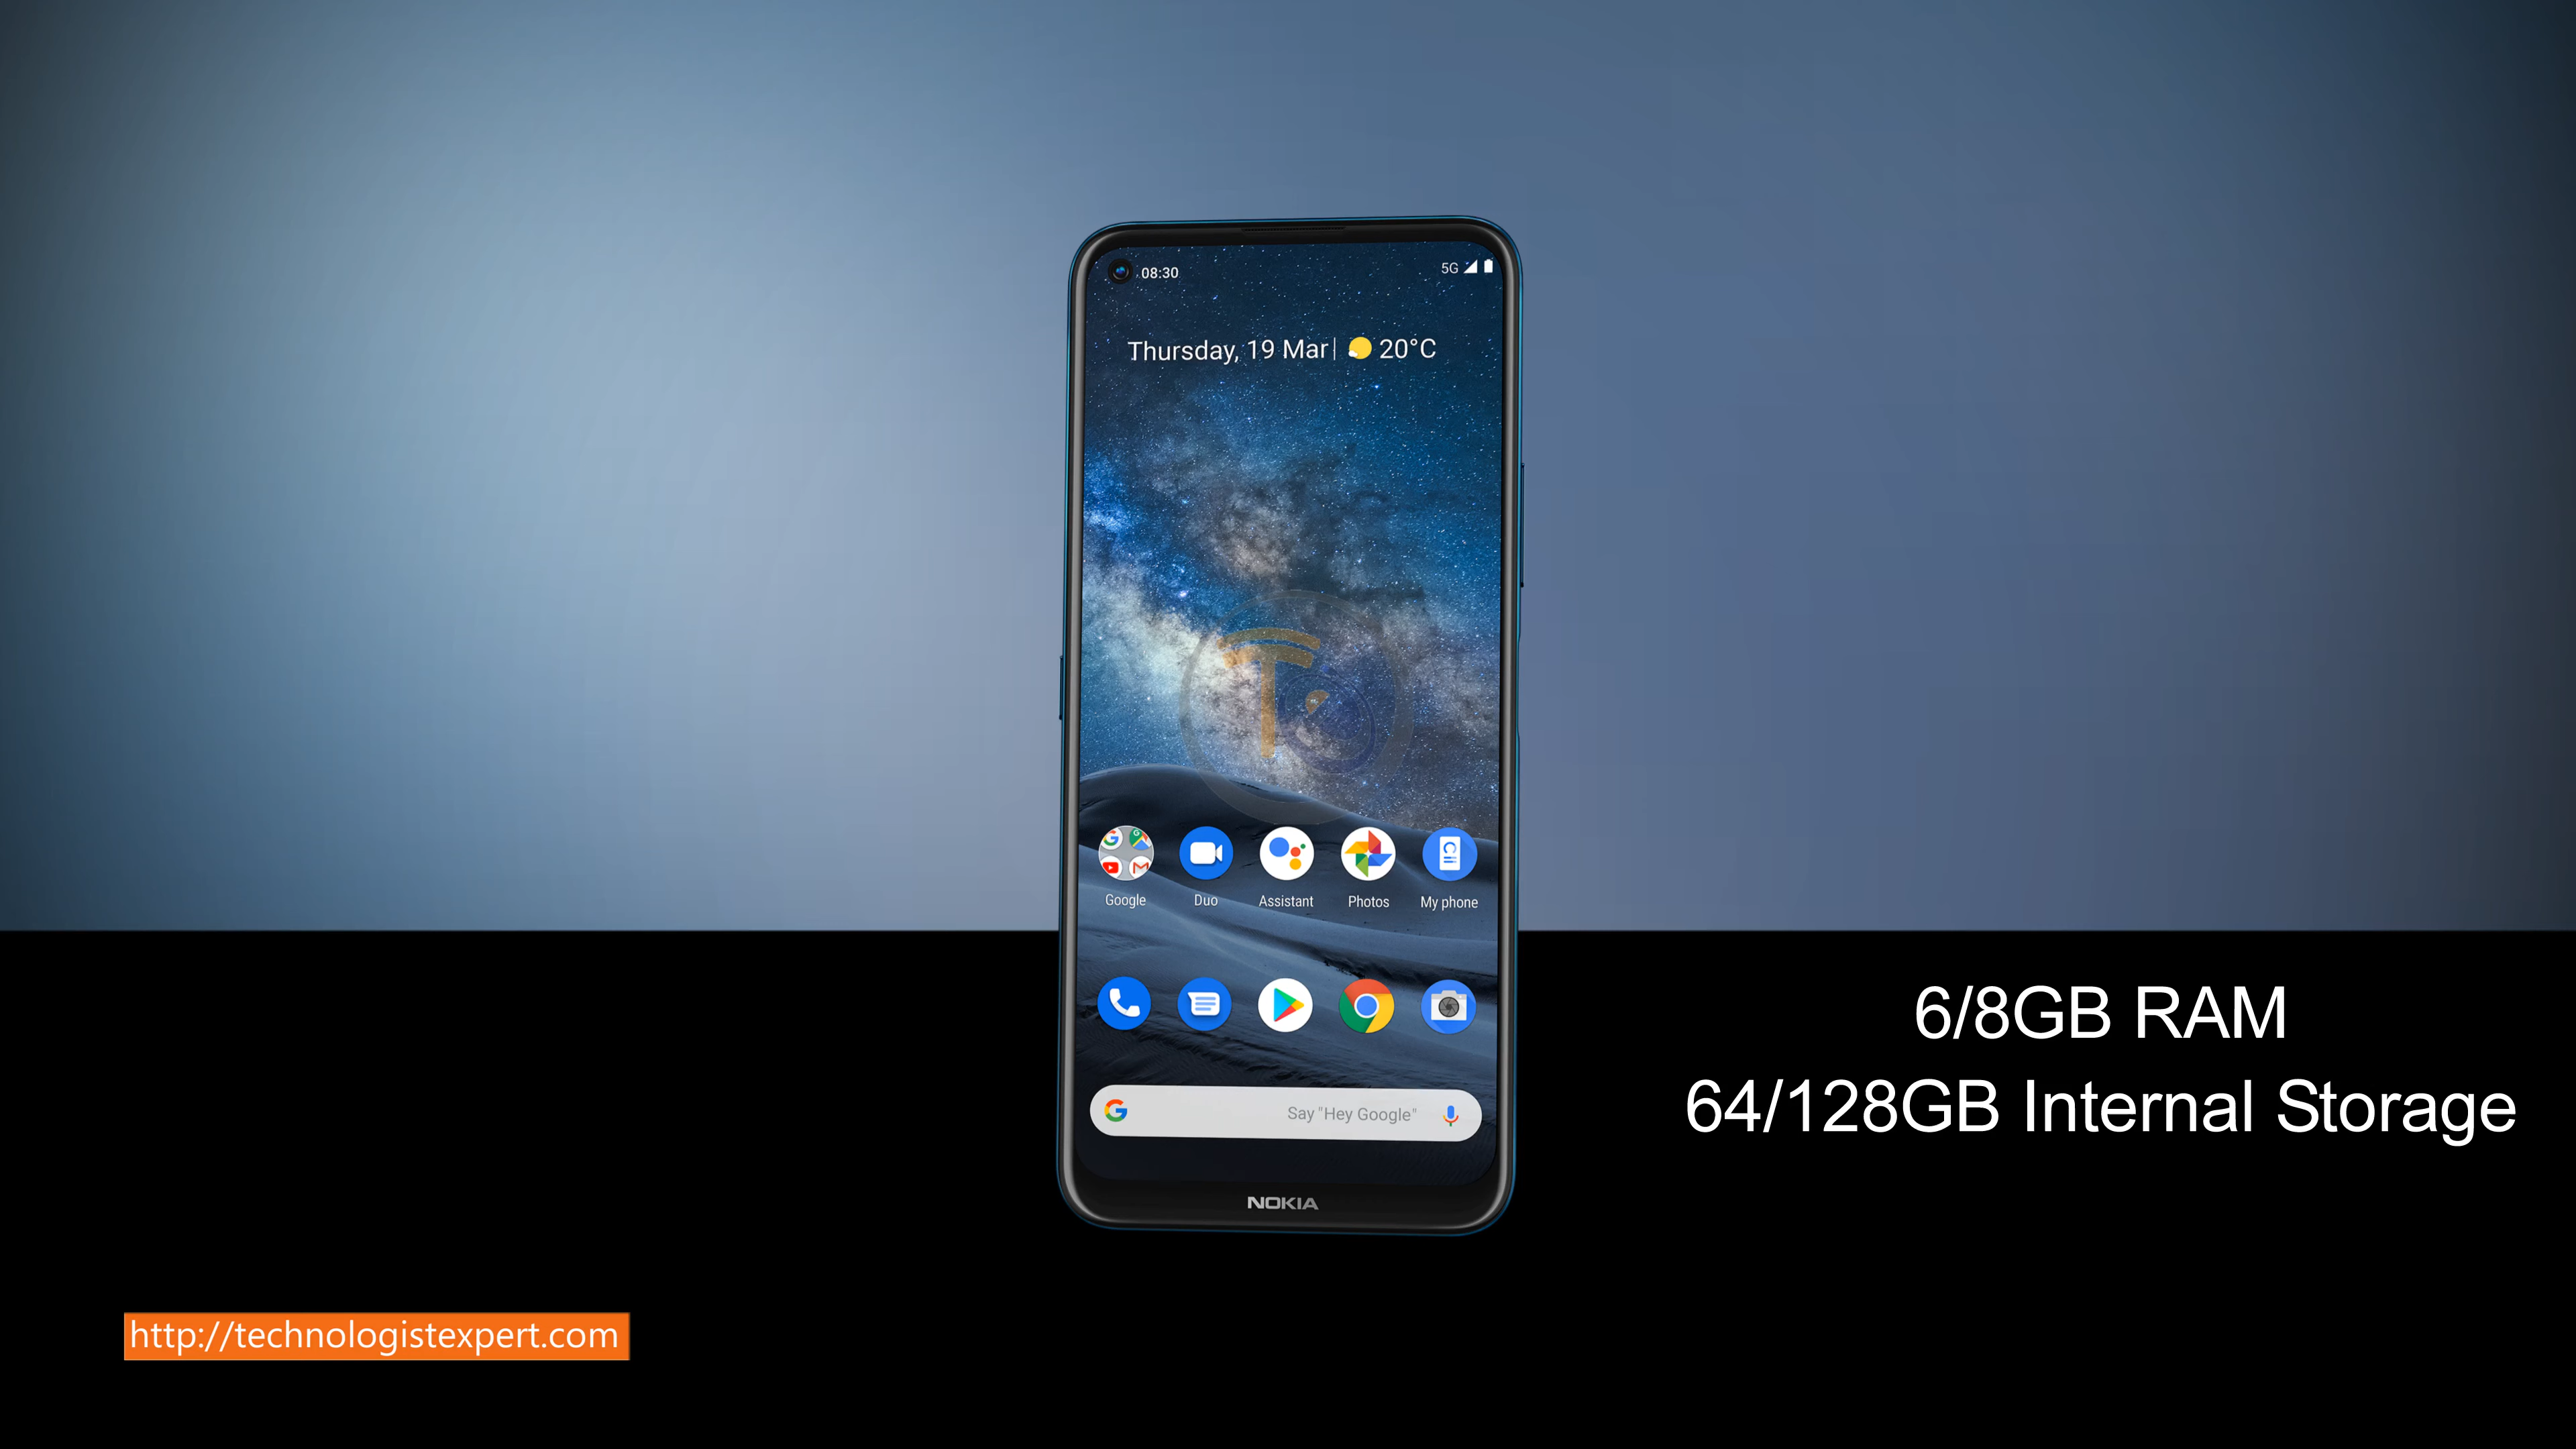 08:30
5G
Thursday, 19 Mar | 20°C
Google Duo Assistant Photos My phone
Say "Hey Google"
NOKIA
6/8GB RAM
64/128GB Internal Storage
http://technologistexpert.com